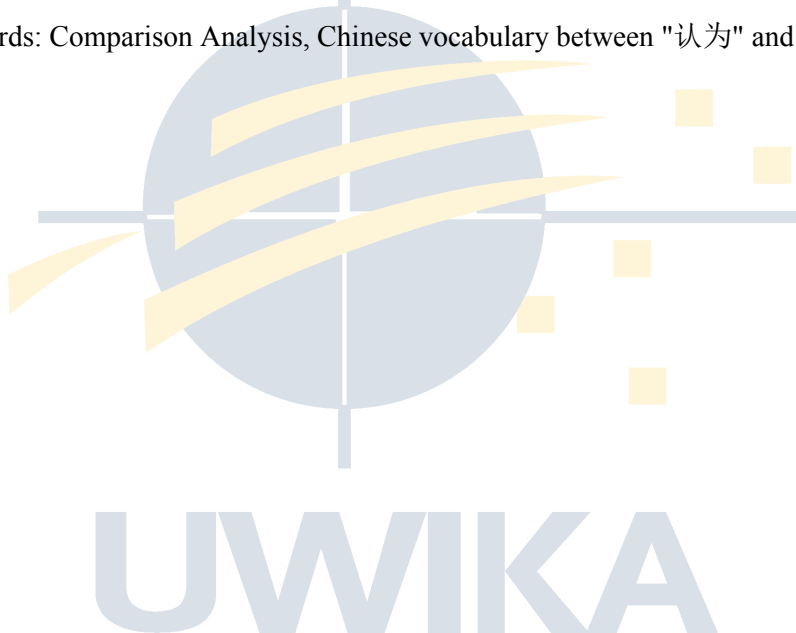 rds: Comparison Analysis, Chinese vocabulary between "认为" and
UWIKA